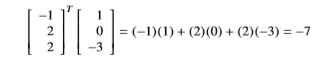 [-1 2 2]^T [1 0 -3] = (-1)(1) + (2)(0) + (2)(-3) = -7